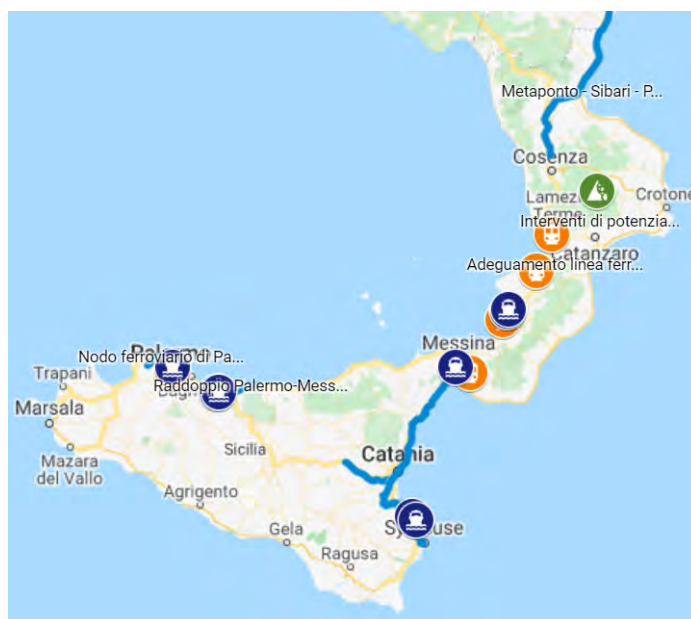 Metaponto - Sibari - P...
Cosenza
Crotone
Terme
Interventi di potenzia...
Catanzaro
Adeguamento linea ferr...
Messina
Nodo ferroviario di Pa...
Trapani
Raddoppio Palermo-Mess...
Marsala
Sicilia
Catania
Mazara
del Vallo
Agrigento
Gela
Ragusa